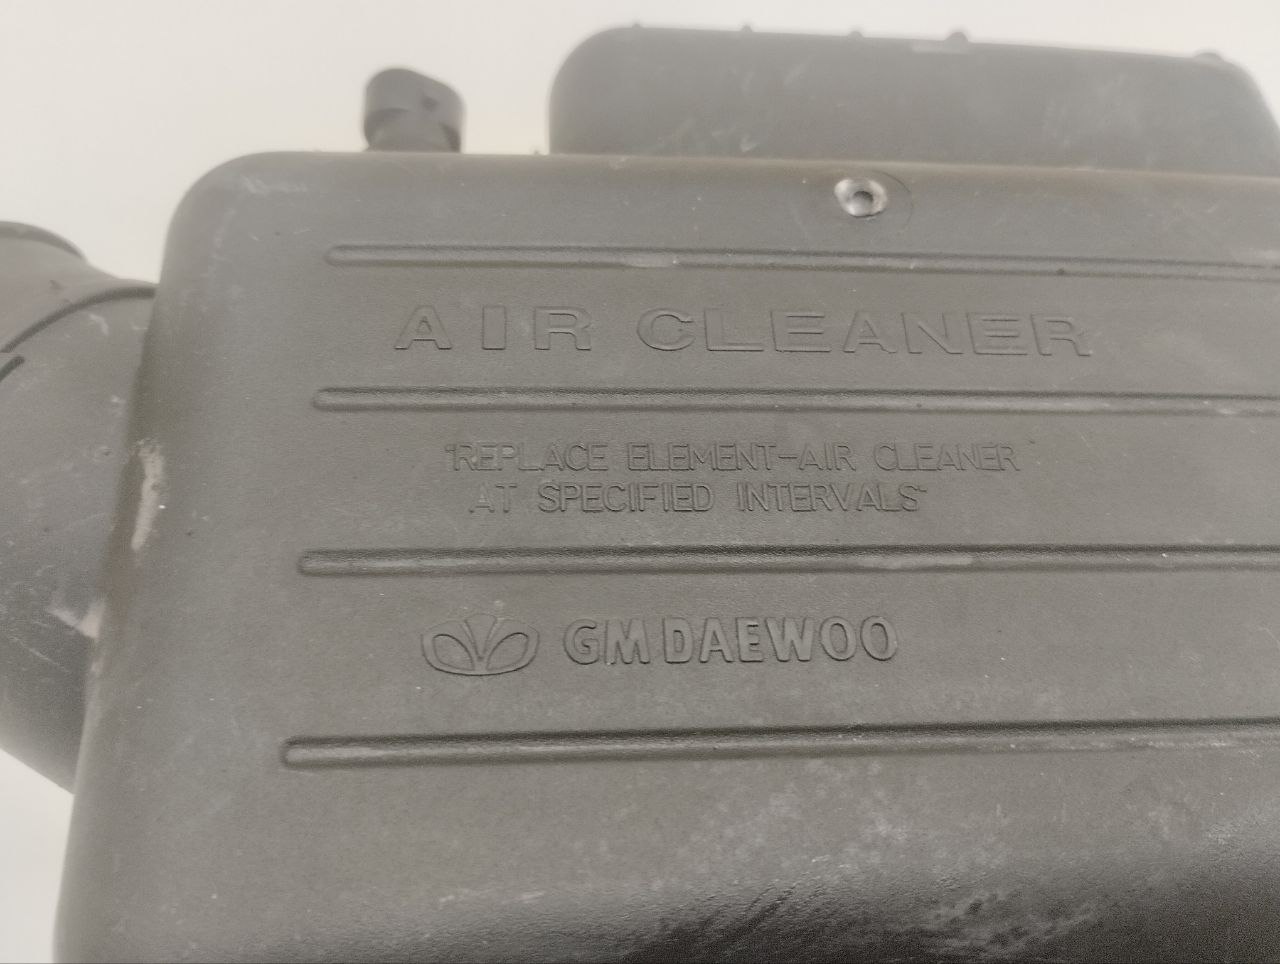 AIR CLEANER
"REPLACE ELEMENT-AIR CLEANER
AT SPECIFIED INTERVALS"
GM DAEWOO